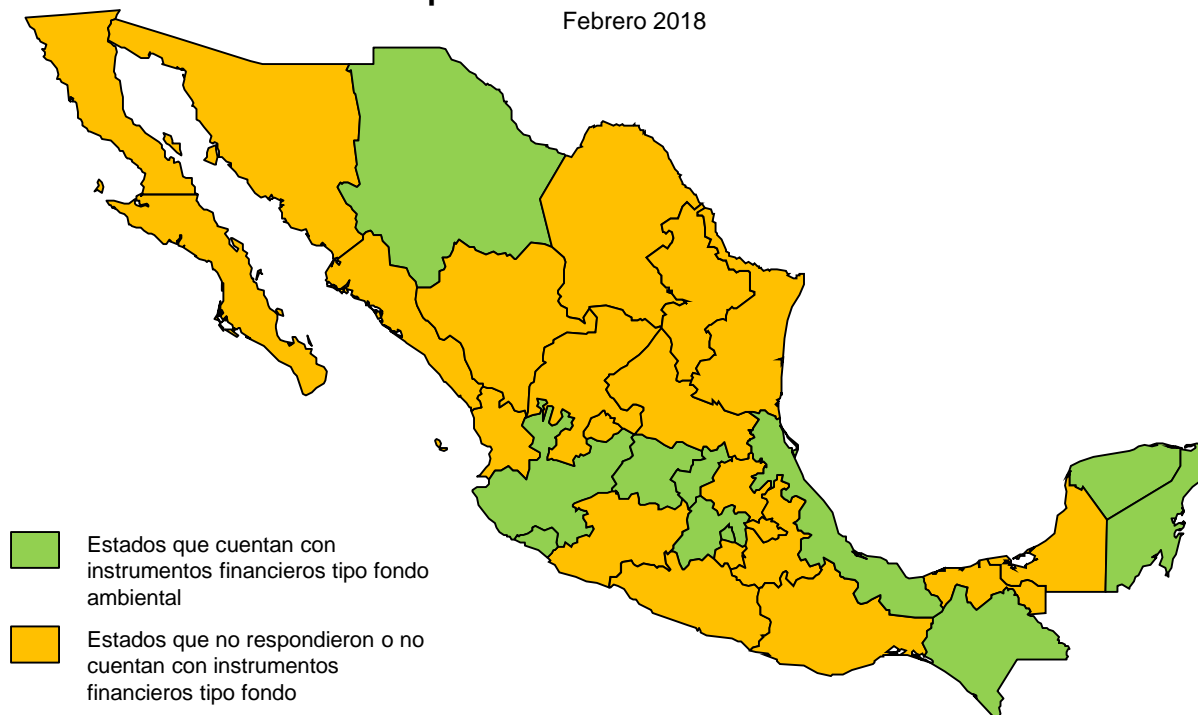 Febrero 2018
Estados que cuentan con
instrumentos financieros tipo fondo
ambiental
Estados que no respondieron o no
cuentan con instrumentos
financieros tipo fondo